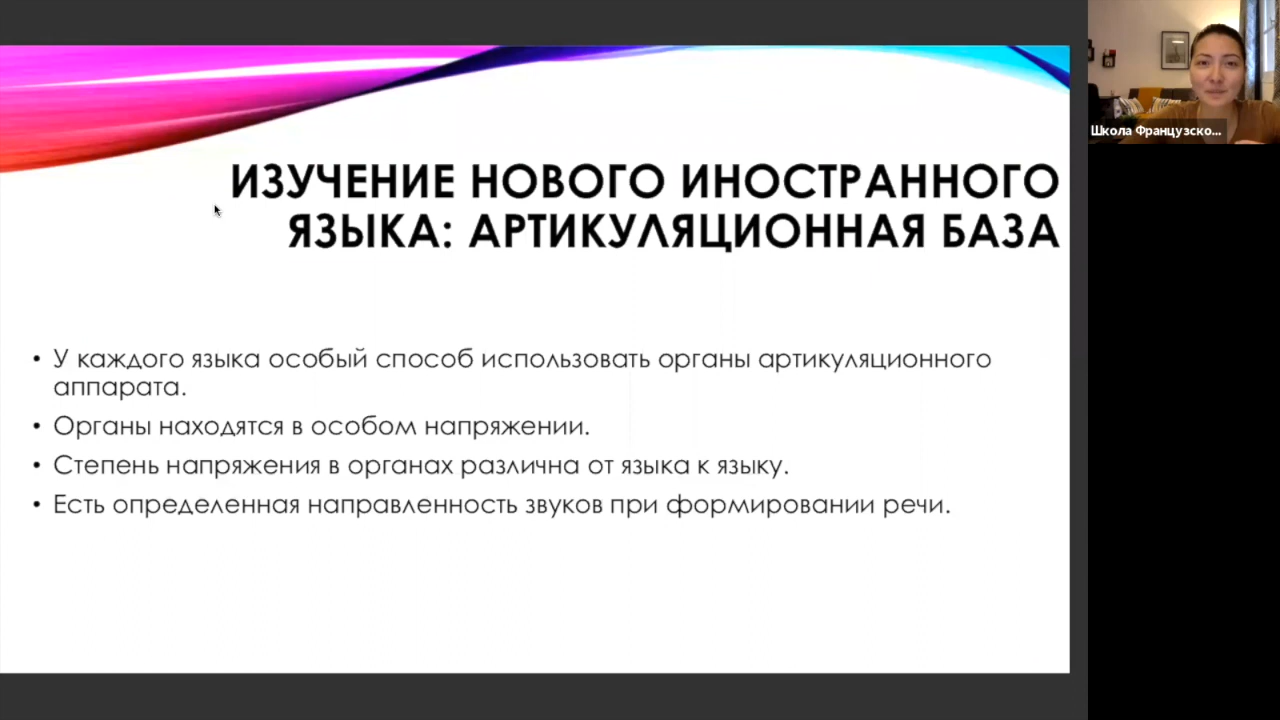 ИЗУЧЕНИЕ НОВОГО ИНОСТРАННОГО
ЯЗЫКА: АРТИКУЛЯЦИОННАЯ БАЗА
• У каждого языка особый способ использовать органы артикуляционного
аппарата.
• Органы находятся в особом напряжении.
• Степень напряжения в органах различна от языка к языку.
• Есть определенная направленность звуков при формировании речи.
Школа Французско...